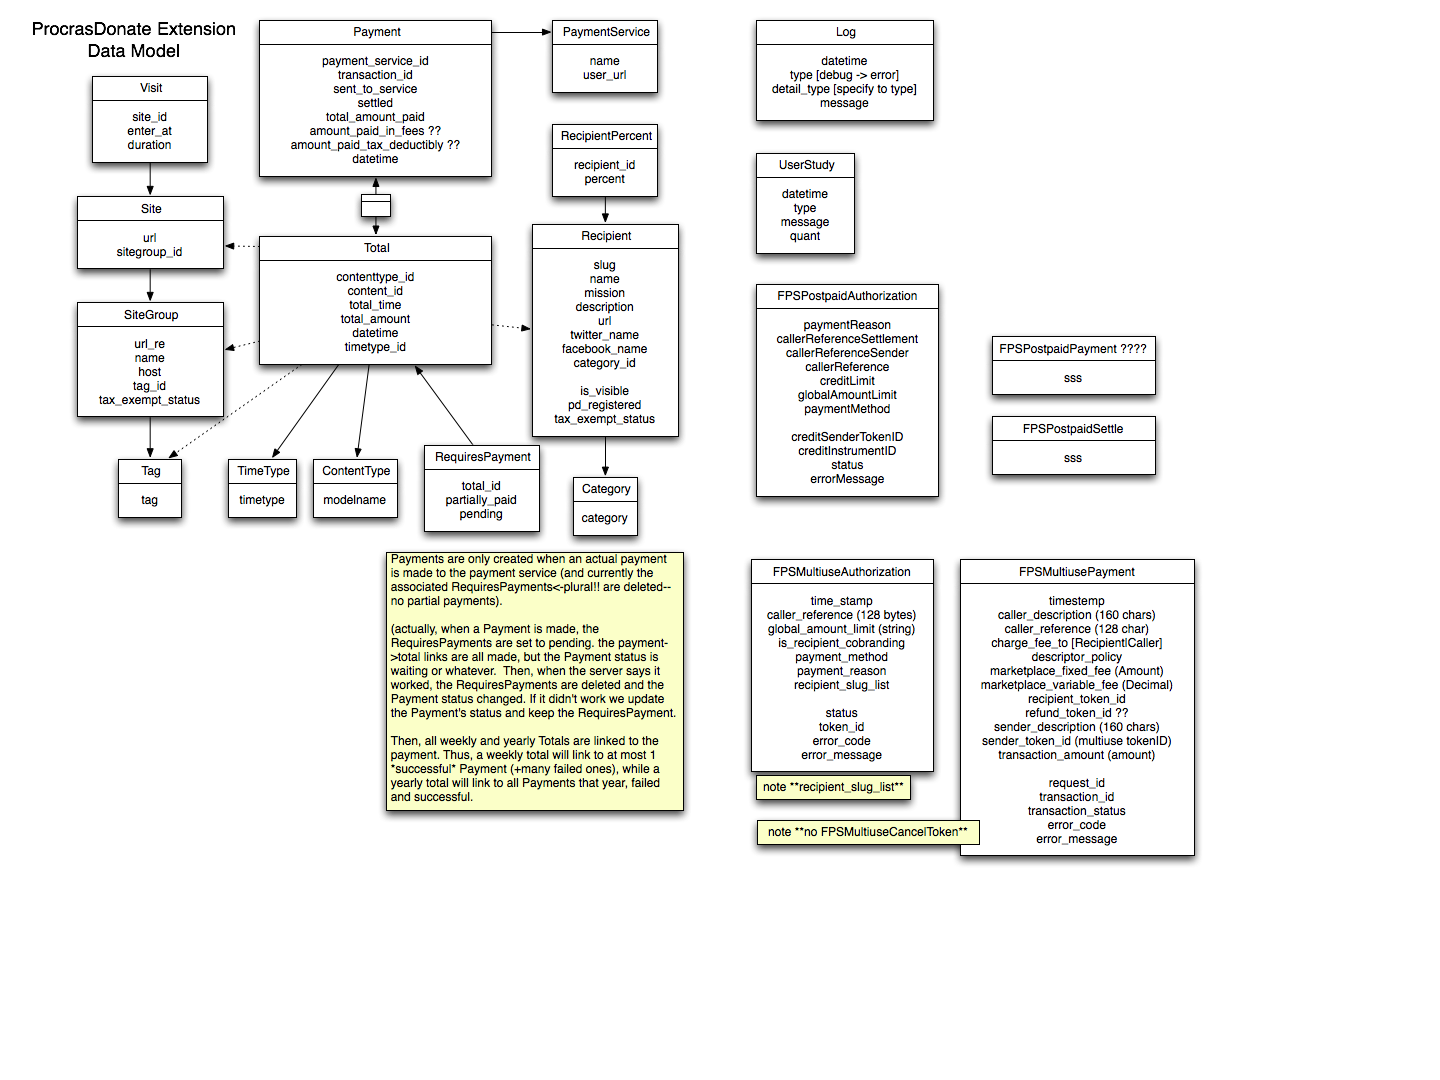 ProcrasDonate Extension
Data Model
Visit
site_id
enter_at
duration
Site
url
sitegroup_id
SiteGroup
url_re
name
host
tag_id
tax_exempt_status
Tag
tag
Payment
payment_service_id
transaction_id
sent_to_service
settled
total_amount_paid
amount_paid_in_fees ??
amount_paid_tax_deductibly ??
datetime
Total
contenttype_id
content_id
total_time
total_amount
datetime
timetype_id
TimeType
timetype
ContentType
modelname
RequiresPayment
total_id
partially_paid
pending
PaymentService
name
user_url
RecipientPercent
recipient_id
percent
Recipient
slug
name
mission
description
url
twitter_name
facebook_name
category_id
is_visible
pd_registered
tax_exempt_status
Category
category
Payments are only created when an actual payment
is made to the payment service (and currently the
associated RequiresPayments<-plural!! are deleted--
no partial payments).
(actually, when a Payment is made, the
RequiresPayments are set to pending. the payment-
>total links are all made, but the Payment status is
waiting or whatever.  Then, when the server says it
worked, the RequiresPayments are deleted and the
Payment status changed. If it didn't work we update
the Payment's status and keep the RequiresPayment.
Then, all weekly and yearly Totals are linked to the
payment. Thus, a weekly total will link to at most 1
*successful* Payment (+many failed ones), while a
yearly total will link to all Payments that year, failed
and successful.
Log
datetime
type [debug -> error]
detail_type [specify to type]
message
UserStudy
datetime
type
message
quant
FPSPostpaidAuthorization
paymentReason
callerReferenceSettlement
callerReferenceSender
callerReference
creditLimit
globalAmountLimit
paymentMethod
creditSenderTokenID
creditInstrumentID
status
errorMessage
FPSPostpaidPayment ????
sss
FPSPostpaidSettle
sss
FPSMultiuseAuthorization
time_stamp
caller_reference (128 bytes)
global_amount_limit (string)
is_recipient_cobranding
payment_method
payment_reason
recipient_slug_list
status
token_id
error_code
error_message
note **recipient_slug_list**
note **no FPSMultiuseCancelToken**
FPSMultiusePayment
timestemp
caller_description (160 chars)
caller_reference (128 char)
charge_fee_to [Recipient|Caller]
descriptor_policy
marketplace_fixed_fee (Amount)
marketplace_variable_fee (Decimal)
recipient_token_id
refund_token_id ??
sender_description (160 chars)
sender_token_id (multiuse tokenID)
transaction_amount (amount)
request_id
transaction_id
transaction_status
error_code
error_message